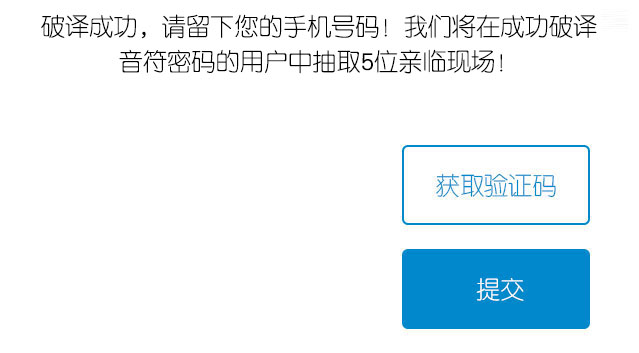 破译成功，请留下您的手机号码！我们将在成功破译
音符密码的用户中抽取5位亲临现场！
获取验证码
提交